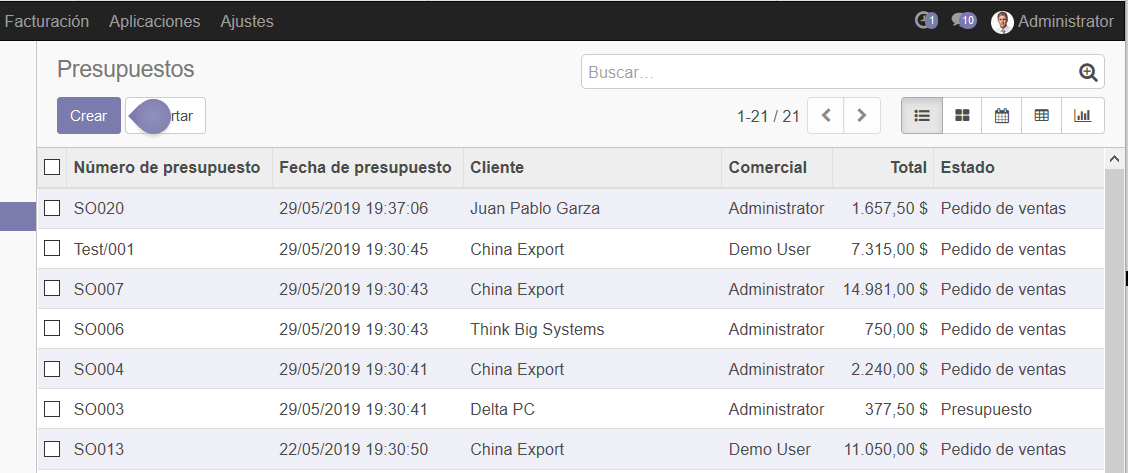 Facturación Aplicaciones Ajustes 1 10 Administrator
Presupuestos
Buscar...
Crear
1-21 / 21
Número de presupuesto Fecha de presupuesto Cliente Comercial Total Estado
SO020 29/05/2019 19:37:06 Juan Pablo Garza Administrator 1.657,50 $ Pedido de ventas
Test/001 29/05/2019 19:30:45 China Export Demo User 7.315,00 $ Pedido de ventas
SO007 29/05/2019 19:30:43 China Export Administrator 14.981,00 $ Pedido de ventas
SO006 29/05/2019 19:30:43 Think Big Systems Administrator 750,00 $ Pedido de ventas
SO004 29/05/2019 19:30:41 China Export Administrator 2.240,00 $ Pedido de ventas
SO003 29/05/2019 19:30:41 Delta PC Administrator 377,50 $ Presupuesto
SO013 22/05/2019 19:30:50 China Export Demo User 11.050,00 $ Pedido de ventas